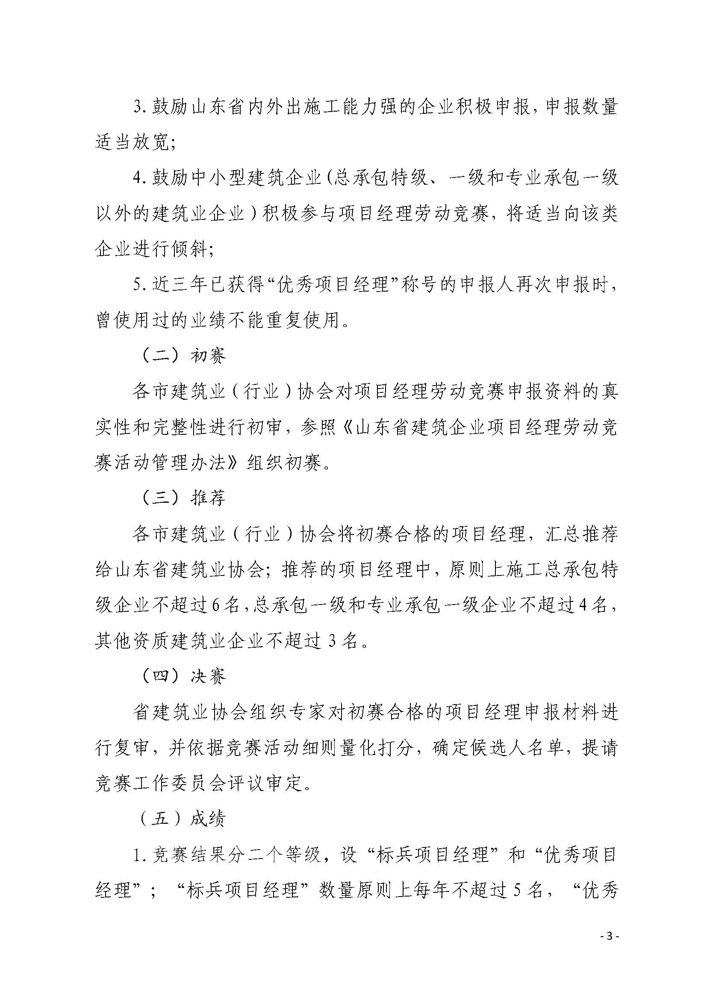 3.鼓励山东省内外出施工能力强的企业积极申报，申报数量
适当放宽；
4.鼓励中小型建筑企业(总承包特级、一级和专业承包一级
以外的建筑业企业）积极参与项目经理劳动竞赛，将适当向该类
企业进行倾斜；
5.近三年已获得“优秀项目经理”称号的申报人再次申报时，
曾使用过的业绩不能重复使用。
（二）初赛
各市建筑业（行业）协会对项目经理劳动竞赛申报资料的真
实性和完整性进行初审，参照《山东省建筑企业项目经理劳动竞
赛活动管理办法》组织初赛。
（三）推荐
各市建筑业（行业）协会将初赛合格的项目经理，汇总推荐
给山东省建筑业协会；推荐的项目经理中，原则上施工总承包特
级企业不超过6名，总承包一级和专业承包一级企业不超过4名，
其他资质建筑业企业不超过 3 名。
（四）决赛
省建筑业协会组织专家对初赛合格的项目经理申报材料进
行复审，并依据竞赛活动细则量化打分，确定候选人名单，提请
竞赛工作委员会评议审定。
（五）成绩
1.竞赛结果分二个等级，设“标兵项目经理”和“优秀项目
经理”；“标兵项目经理”数量原则上每年不超过 5 名，“优秀
- 3 -